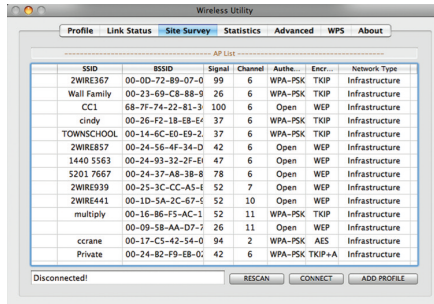 Wireless Utility
Profile Link Status Site Survey Statistics Advanced WPS About
AP List
SSID BSSID Signal Channel Authe... Encr... Network Type
2WIRE367 00-0D-72-B9-07-0 99 6 WPA-PSK TKIP Infrastructure
Wall Family 00-23-69-C8-88-9 26 6 WPA-PSK TKIP Infrastructure
CC1 68-7F-74-22-81-3 100 6 Open WEP Infrastructure
cindy 00-26-F2-1B-EB-E4 37 6 WPA-PSK TKIP Infrastructure
TOWNSCHOOL 00-14-6C-E0-E9-2. 37 6 WPA-PSK TKIP Infrastructure
2WIRE857 00-24-56-4F-34-D 42 6 Open WEP Infrastructure
1440 5563 00-24-93-32-2F-E 47 6 Open WEP Infrastructure
5201 7667 00-24-37-A8-3B-8 78 6 Open WEP Infrastructure
2WIRE939 00-25-3C-CC-A5-E 52 7 Open WEP Infrastructure
2WIRE441 00-1D-5A-2C-67-9 52 10 Open WEP Infrastructure
multiply 00-16-B6-F5-AC-1 52 11 WPA-PSK TKIP Infrastructure
00-09-5B-AA-D7-7 26 11 Open WEP Infrastructure
ccrane 00-17-C5-42-54-0 94 2 WPA-PSK AES Infrastructure
Private 00-24-B2-F9-EB-02 42 6 WPA-PSK TKIP+A Infrastructure
Disconnected! RESCAN CONNECT ADD PROFILE